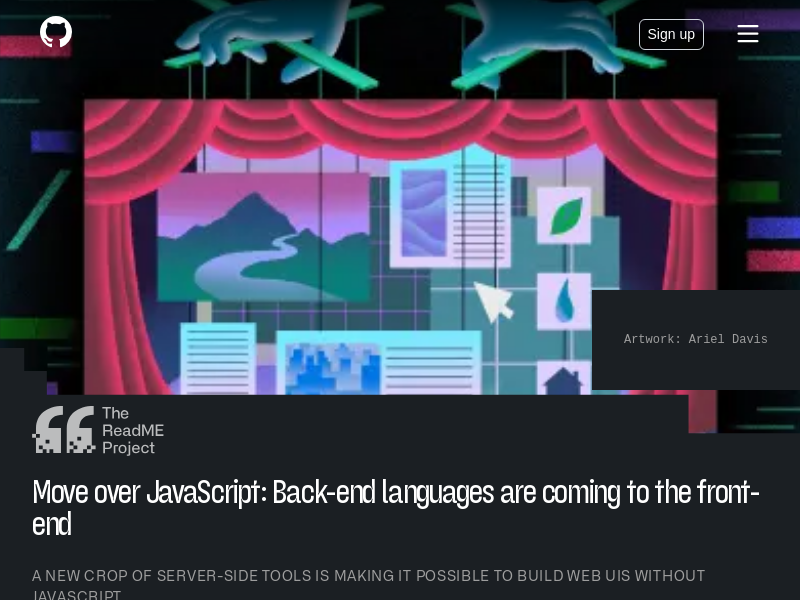 Sign up
Artwork: Ariel Davis
The
ReadME
Project
Move over JavaScript: Back-end languages are coming to the front-
end
A NEW CROP OF SERVER-SIDE TOOLS IS MAKING IT POSSIBLE TO BUILD WEB UIS WITHOUT
JAVASCRIPT